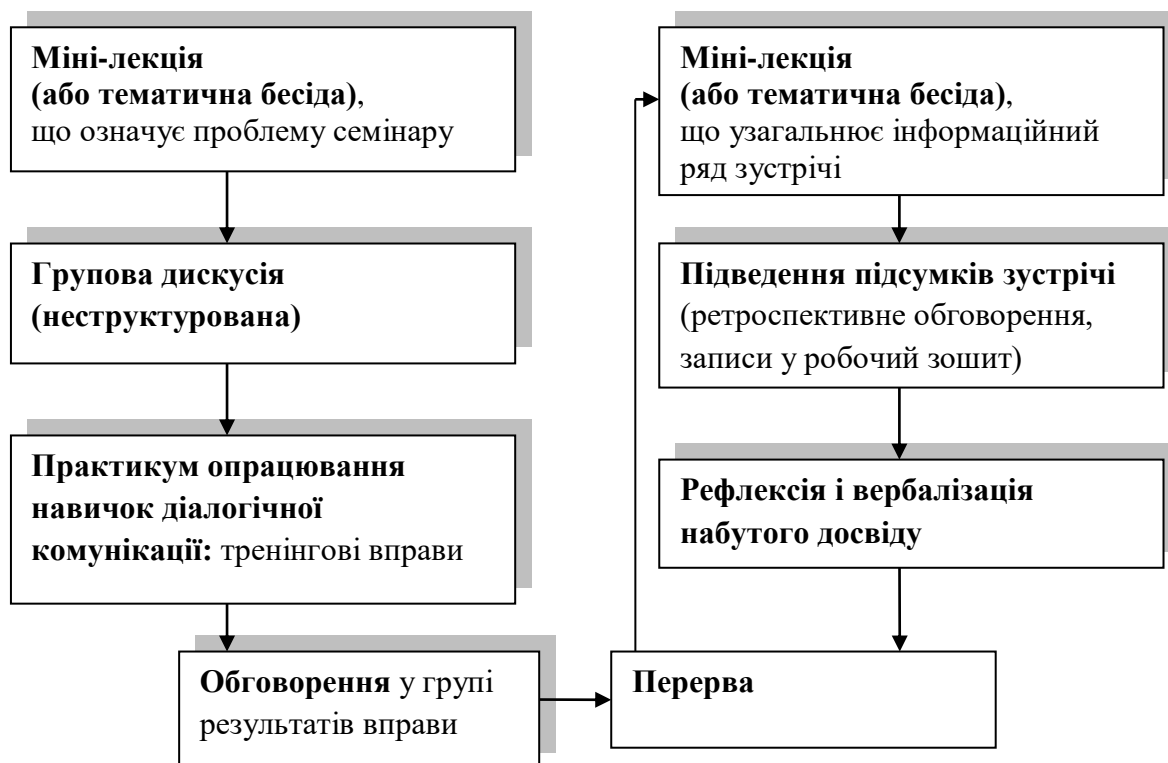 Міні-лекція
(або тематична бесіда),
що означує проблему семінару
Групова дискусія
(неструктурована)
Практикум опрацювання
навичок діалогічної
комунікації: тренінгові вправи
Обговорення у групі
результатів вправи
Перерва
Міні-лекція
(або тематична бесіда),
що узагальнює інформаційний
ряд зустрічі
Підведення підсумків зустрічі
(ретроспективне обговорення,
записи у робочий зошит)
Рефлексія і вербалізація
набутого досвіду